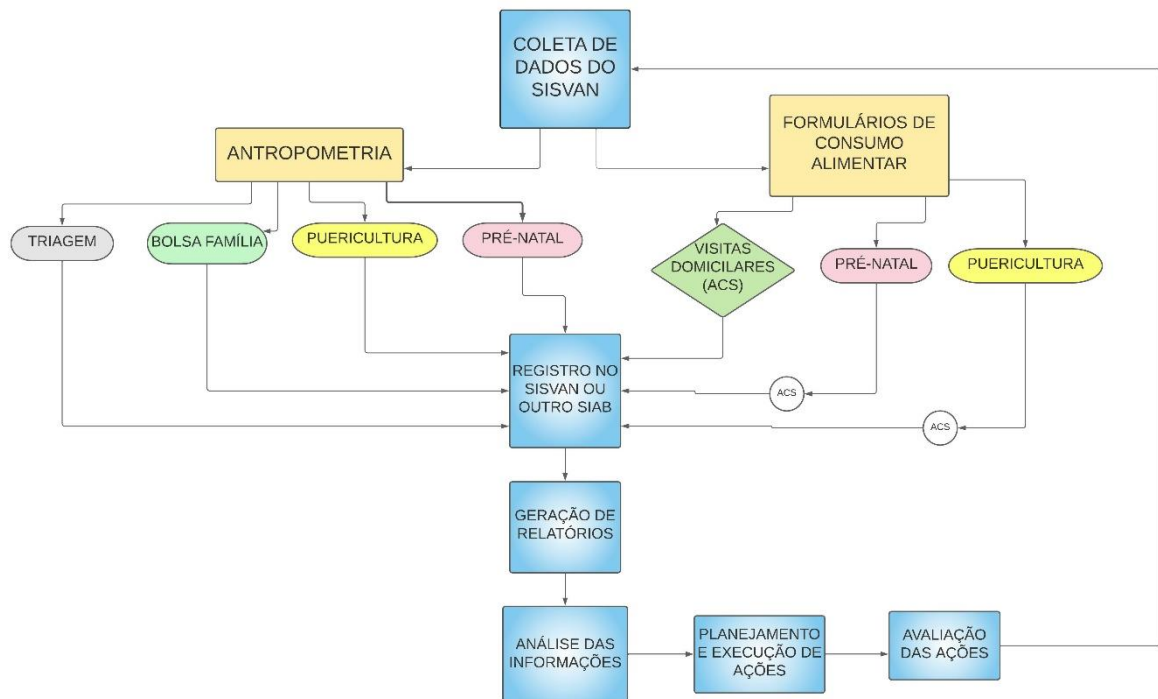 COLETA DE
DADOS DO
SISVAN
ANTROPOMETRIA
FORMULÁRIOS DE
CONSUMO
ALIMENTAR
TRIAGEM
BOLSA FAMÍLIA
PUERICULTURA
PRÉ-NATAL
VISITAS
DOMICILARES
(ACS)
PRÉ-NATAL
PUERICULTURA
REGISTRO NO
SISVAN OU
OUTRO SIAB
ACS
ACS
GERAÇÃO DE
RELATÓRIOS
ANÁLISE DAS
INFORMAÇÕES
PLANEJAMENTO
E EXECUÇÃO DE
AÇÕES
AVALIAÇÃO
DAS AÇÕES